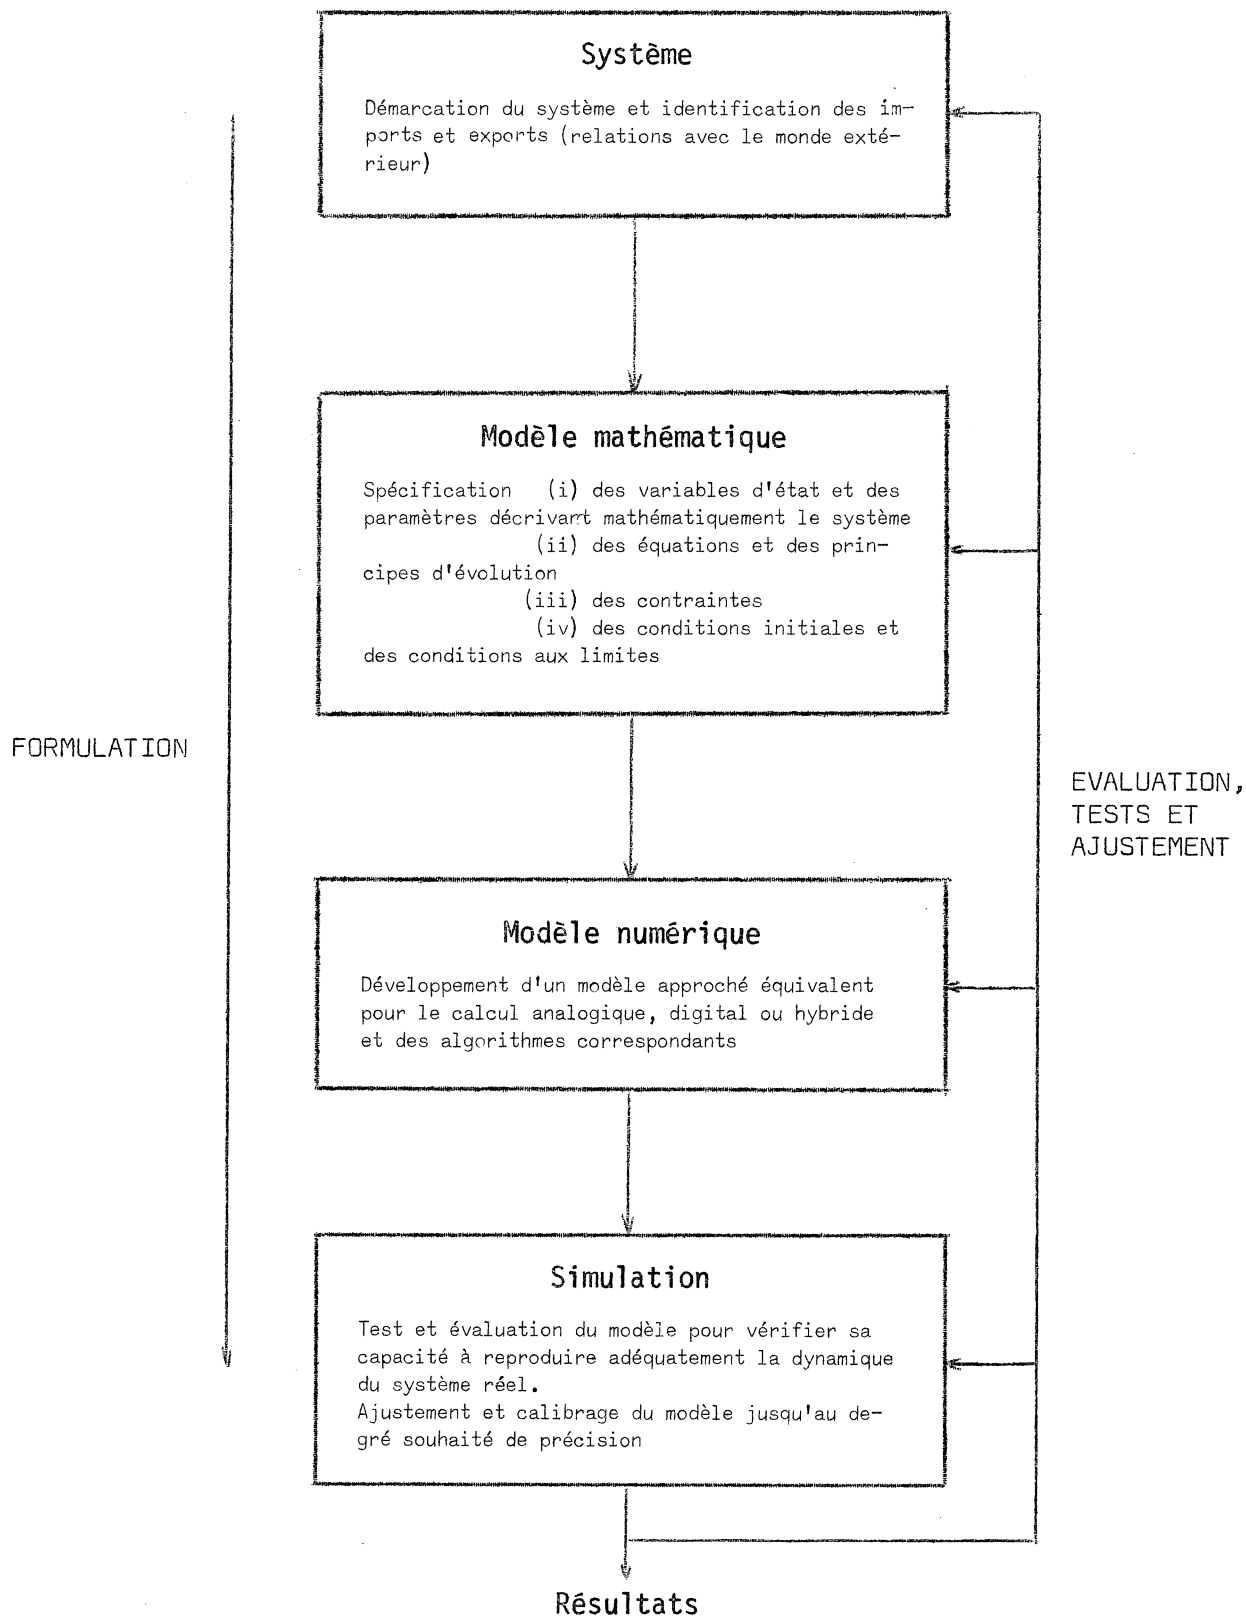 Système
Démarcation du système et identification des im-
ports et exports (relations avec le monde exté-
rieur)
Modèle mathématique
Spécification (i) des variables d'état et des
paramètres décrivant mathématiquement le système
(ii) des équations et des prin-
cipes d'évolution
(iii) des contraintes
(iv) des conditions initiales et
des conditions aux limites
FORMULATION
EVALUATION,
TESTS ET
AJUSTEMENT
Modèle numérique
Développement d'un modèle approché équivalent
pour le calcul analogique, digital ou hybride
et des algorithmes correspondants
Simulation
Test et évaluation du modèle pour vérifier sa
capacité à reproduire adéquatement la dynamique
du système réel.
Ajustement et calibrage du modèle jusqu'au de-
gré souhaité de précision
Résultats